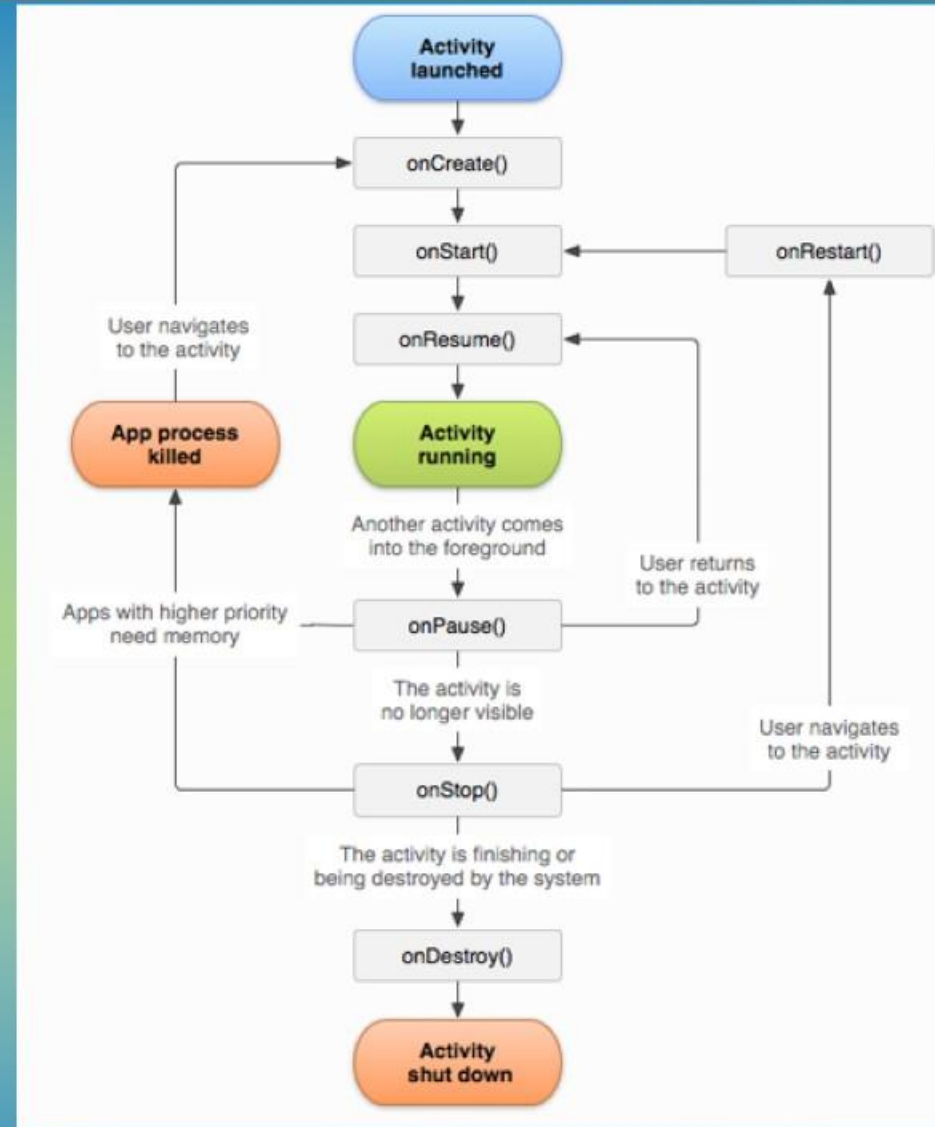 Activity
launched
onCreate()
onStart()
onRestart()
onResume()
User navigates
to the activity
App process
killed
Activity
running
Another activity comes
into the foreground
User returns
to the activity
Apps with higher priority
need memory
onPause()
The activity is
no longer visible
User navigates
to the activity
onStop()
The activity is finishing or
being destroyed by the system
onDestroy()
Activity
shut down